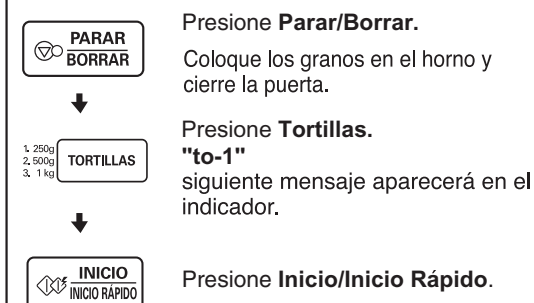 PARAR
BORRAR
Presione Parar/Borrar.
Coloque los granos en el horno y
cierre la puerta.
1. 250g
2. 500g
3. 1 kg
TORTILLAS
Presione Tortillas.
"to-1"
siguiente mensaje aparecerá en el
indicador.
INICIO
INICIO RÁPIDO
Presione Inicio/Inicio Rápido.